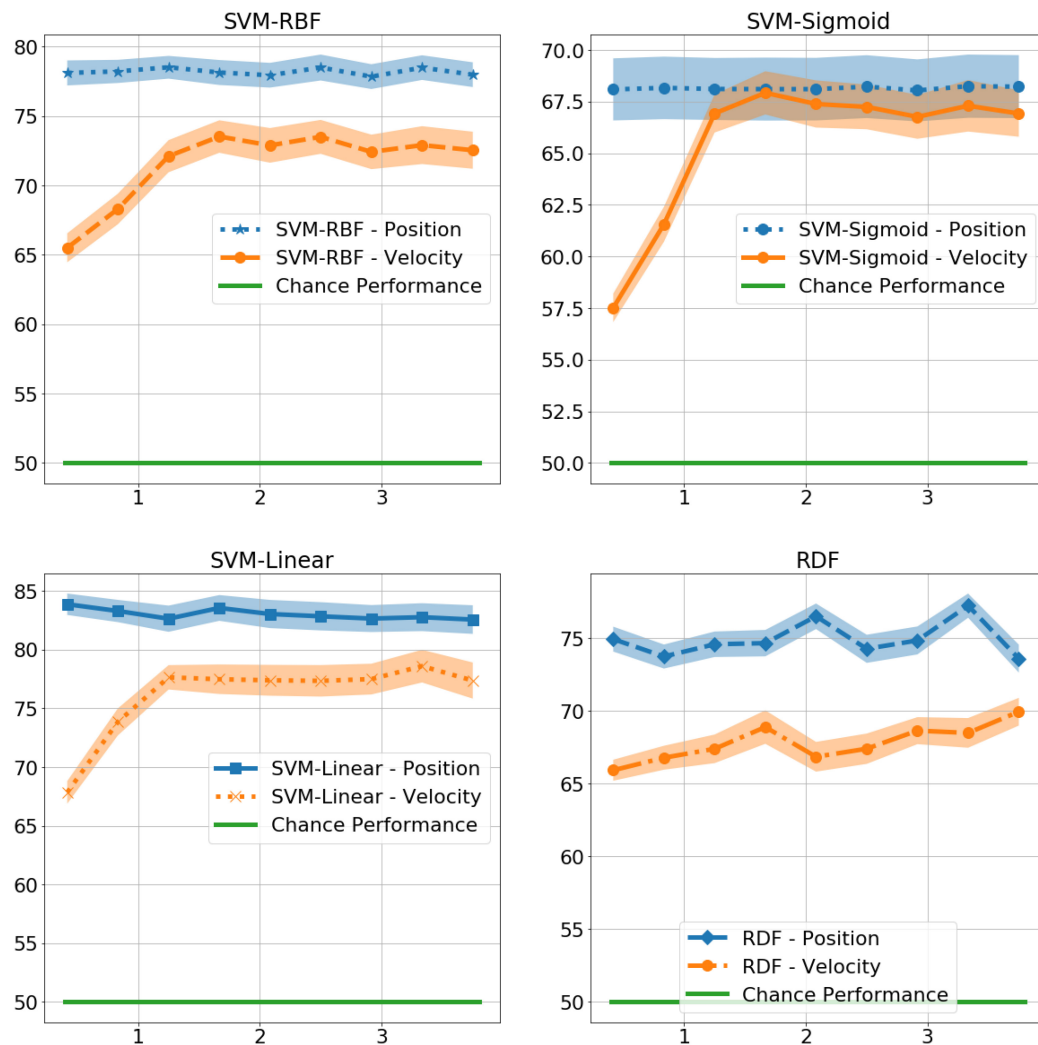 SVM-RBF
80
75
70
65
60
55
50
1 2 3
SVM-RBF - Position
SVM-RBF - Velocity
Chance Performance
SVM-Sigmoid
70.0
67.5
65.0
62.5
60.0
57.5
55.0
52.5
50.0
1 2 3
SVM-Sigmoid - Position
SVM-Sigmoid - Velocity
Chance Performance
SVM-Linear
85
80
75
70
65
60
55
50
1 2 3
SVM-Linear - Position
SVM-Linear - Velocity
Chance Performance
RDF
75
70
65
60
55
50
1 2 3
RDF - Position
RDF - Velocity
Chance Performance